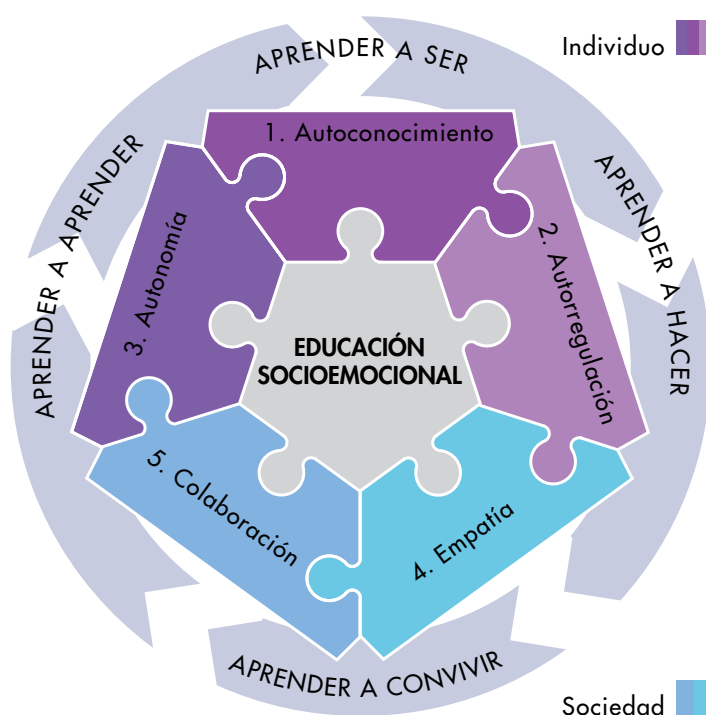 APRENDER A SER
Individuo
1. Autoconocimiento
APRENDER A APRENDER
APRENDER A HACER
3. Autonomía
2. Autorregulación
EDUCACIÓN
SOCIOEMOCIONAL
5. Colaboración
4. Empatía
APRENDER A CONVIVIR
Sociedad